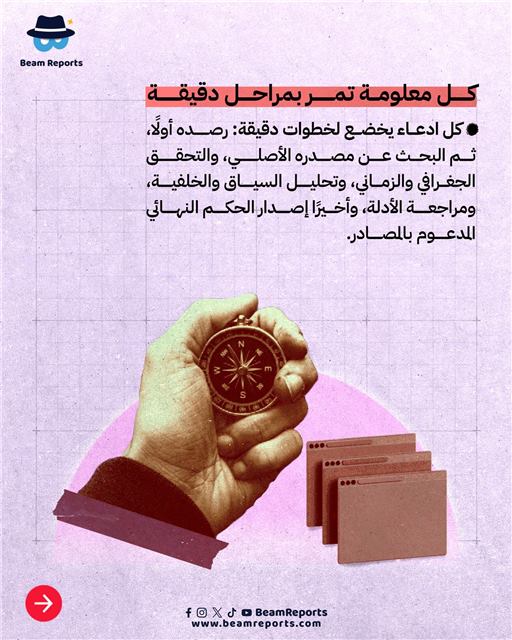 Beam Reports
كل معلومة تمر بمراحل دقيقة
كل ادعاء يخضع لخطوات دقيقة: رصده أولًا،
ثم البحث عن مصدره الأصلي، والتحقق
الجغرافي والزماني، وتحليل السياق والخلفية،
ومراجعة الأدلة، وأخيرًا إصدار الحكم النهائي
المدعوم بالمصادر.
N
W E
S
BeamReports
www.beamreports.com